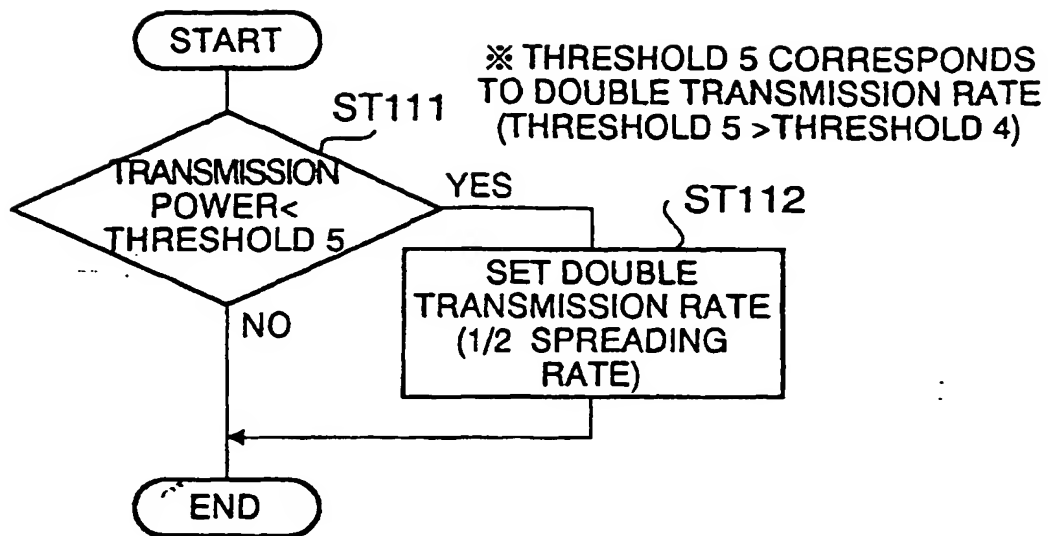 START
※ THRESHOLD 5 CORRESPONDS
TO DOUBLE TRANSMISSION RATE
(THRESHOLD 5 >THRESHOLD 4)
ST111
TRANSMISSION
POWER<
THRESHOLD 5
YES
ST112
SET DOUBLE
TRANSMISSION RATE
(1/2 SPREADING
RATE)
NO
END